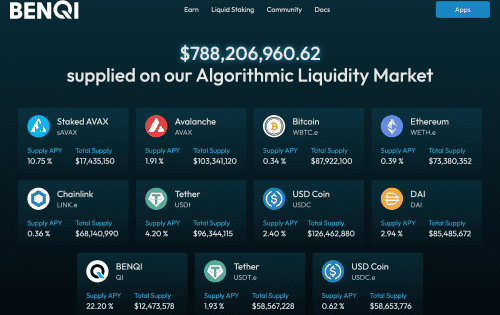 BENQI
Earn Liquid Staking Community Docs Apps
$788,206,960.62
supplied on our Algorithmic Liquidity Market
Staked AVAX Avalanche Bitcoin Ethereum
sAVAX AVAX WBTC.e WETH.e
Supply APY Total Supply Supply APY Total Supply Supply APY Total Supply Supply APY Total Supply
10.75 % $17,435,150 1.91 % $103,341,120 0.34 % $87,922,100 0.39 % $73,380,352
Chainlink Tether USD Coin DAI
LINK.e USDt USDC DAI
Supply APY Total Supply Supply APY Total Supply Supply APY Total Supply Supply APY Total Supply
0.36 % $68,140,990 4.20 % $96,344,115 2.40 % $126,462,880 2.94 % $85,485,672
BENQI Tether USD Coin
QI USDT.e USDC.e
Supply APY Total Supply Supply APY Total Supply Supply APY Total Supply
22.20 % $12,473,578 1.93 % $58,567,228 0.62 % $58,653,776